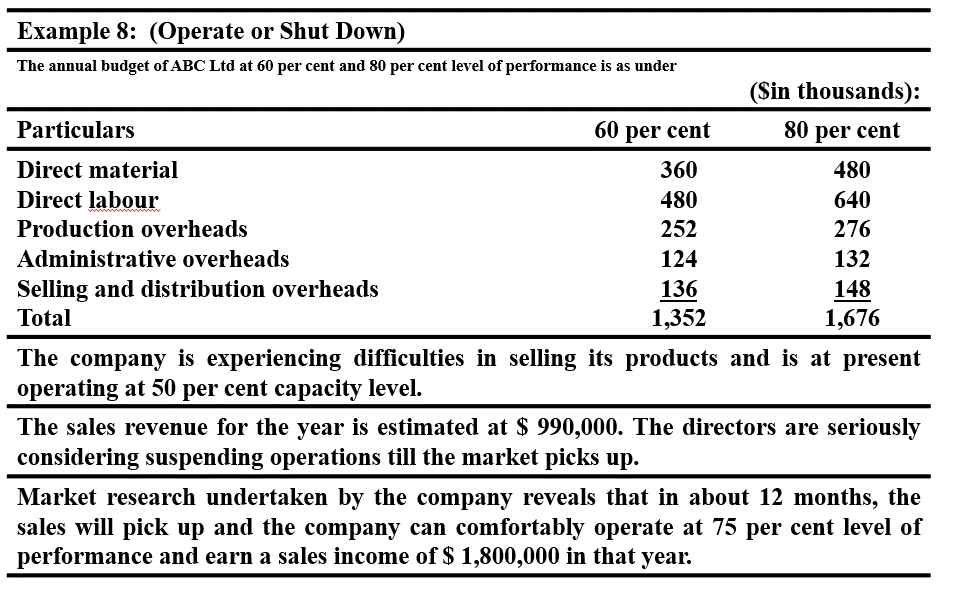 Example 8:  (Operate or Shut Down)
The annual budget of ABC Ltd at 60 per cent and 80 per cent level of performance is as under
($in thousands):
Particulars 60 per cent 80 per cent
Direct material 360 480
Direct labour 480 640
Production overheads 252 276
Administrative overheads 124 132
Selling and distribution overheads 136 148
Total 1,352 1,676
The company is experiencing difficulties in selling its products and is at present
operating at 50 per cent capacity level.
The sales revenue for the year is estimated at $ 990,000. The directors are seriously
considering suspending operations till the market picks up.
Market research undertaken by the company reveals that in about 12 months, the
sales will pick up and the company can comfortably operate at 75 per cent level of
performance and earn a sales income of $ 1,800,000 in that year.